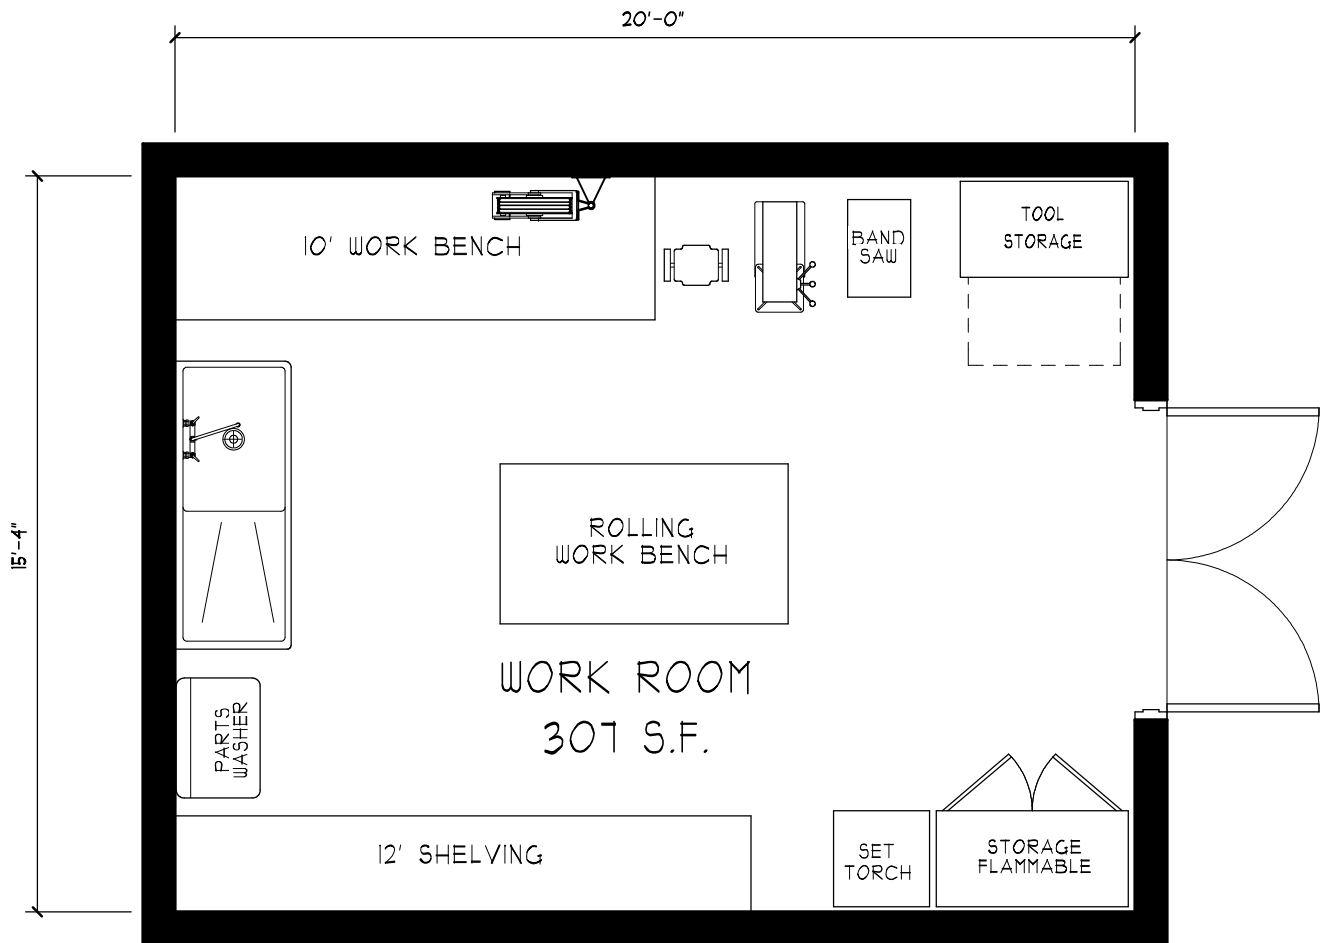 20'-0"
15'-4"
10' WORK BENCH
BAND
SAW
TOOL
STORAGE
ROLLING
WORK BENCH
WORK ROOM
307 S.F.
PARTS
WASHER
12' SHELVING
SET
TORCH
STORAGE
FLAMMABLE